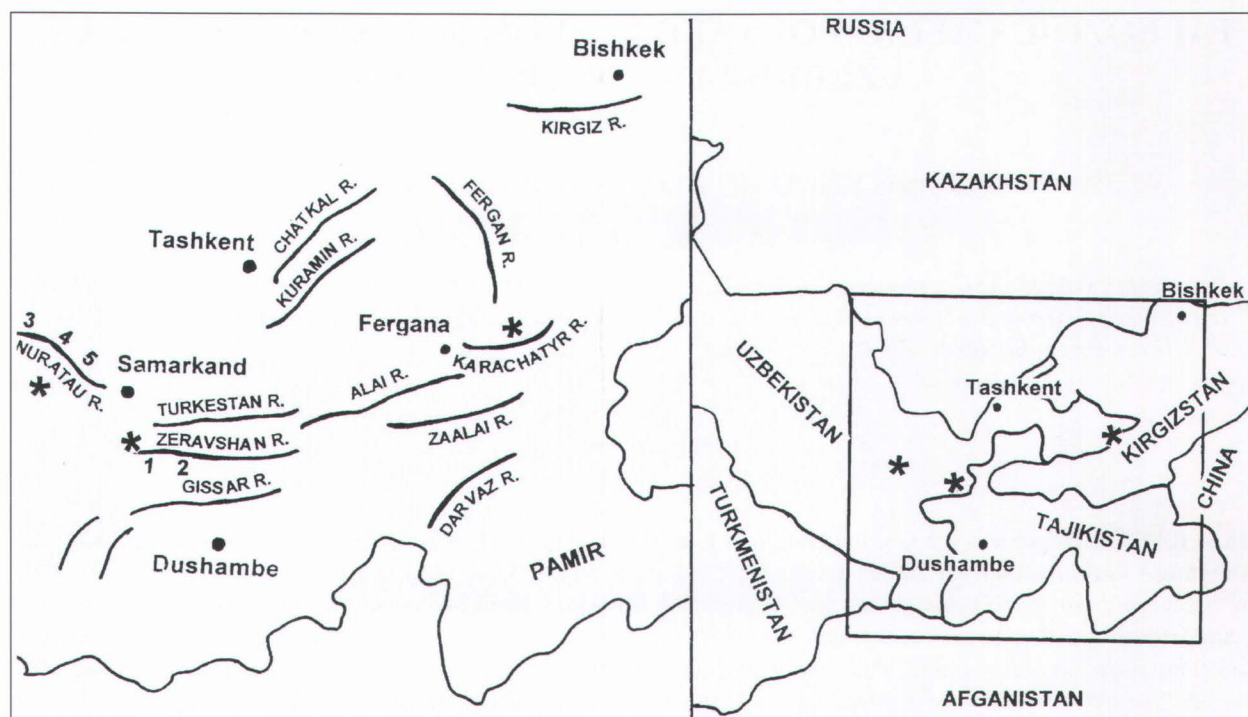 Bishkek
KIRGIZ R.
CHATKAL R.
FERGAN R.
Tashkent
KURAMIN R.
3
4
5
Fergana
KARACHATYR R.
NURATAU R.
Samarkand
ALAI R.
TURKESTAN R.
ZERAVSHAN R.
ZAALAI R.
1
2
GISSAR R.
DARVAZ R.
Dushambe
PAMIR
RUSSIA
KAZAKHSTAN
Bishkek
UZBEKISTAN
Tashkent
KIRGIZSTAN
CHINA
TURKMENISTAN
TAJIKISTAN
Dushambe
AFGANISTAN